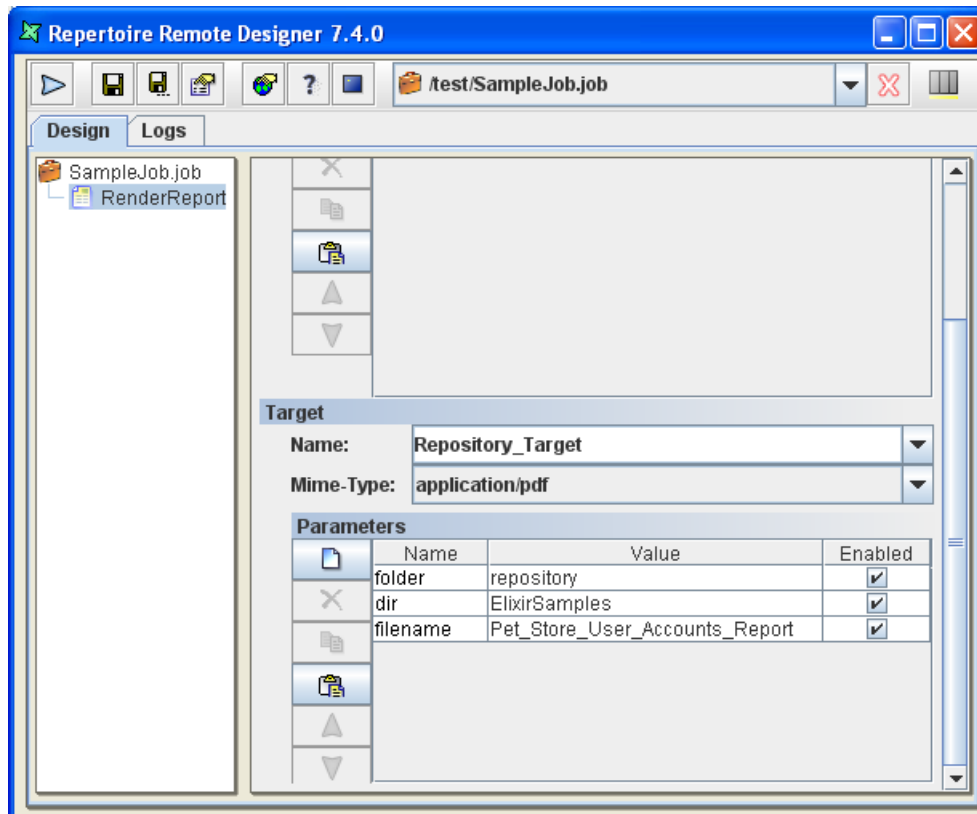 Repertoire Remote Designer 7.4.0
/test/SampleJob.job
Design Logs
SampleJob.job
RenderReport
Target
Name: Repository_Target
Mime-Type: application/pdf
Parameters
Name Value Enabled
folder repository
dir ElixirSamples
filename Pet_Store_User_Accounts_Report